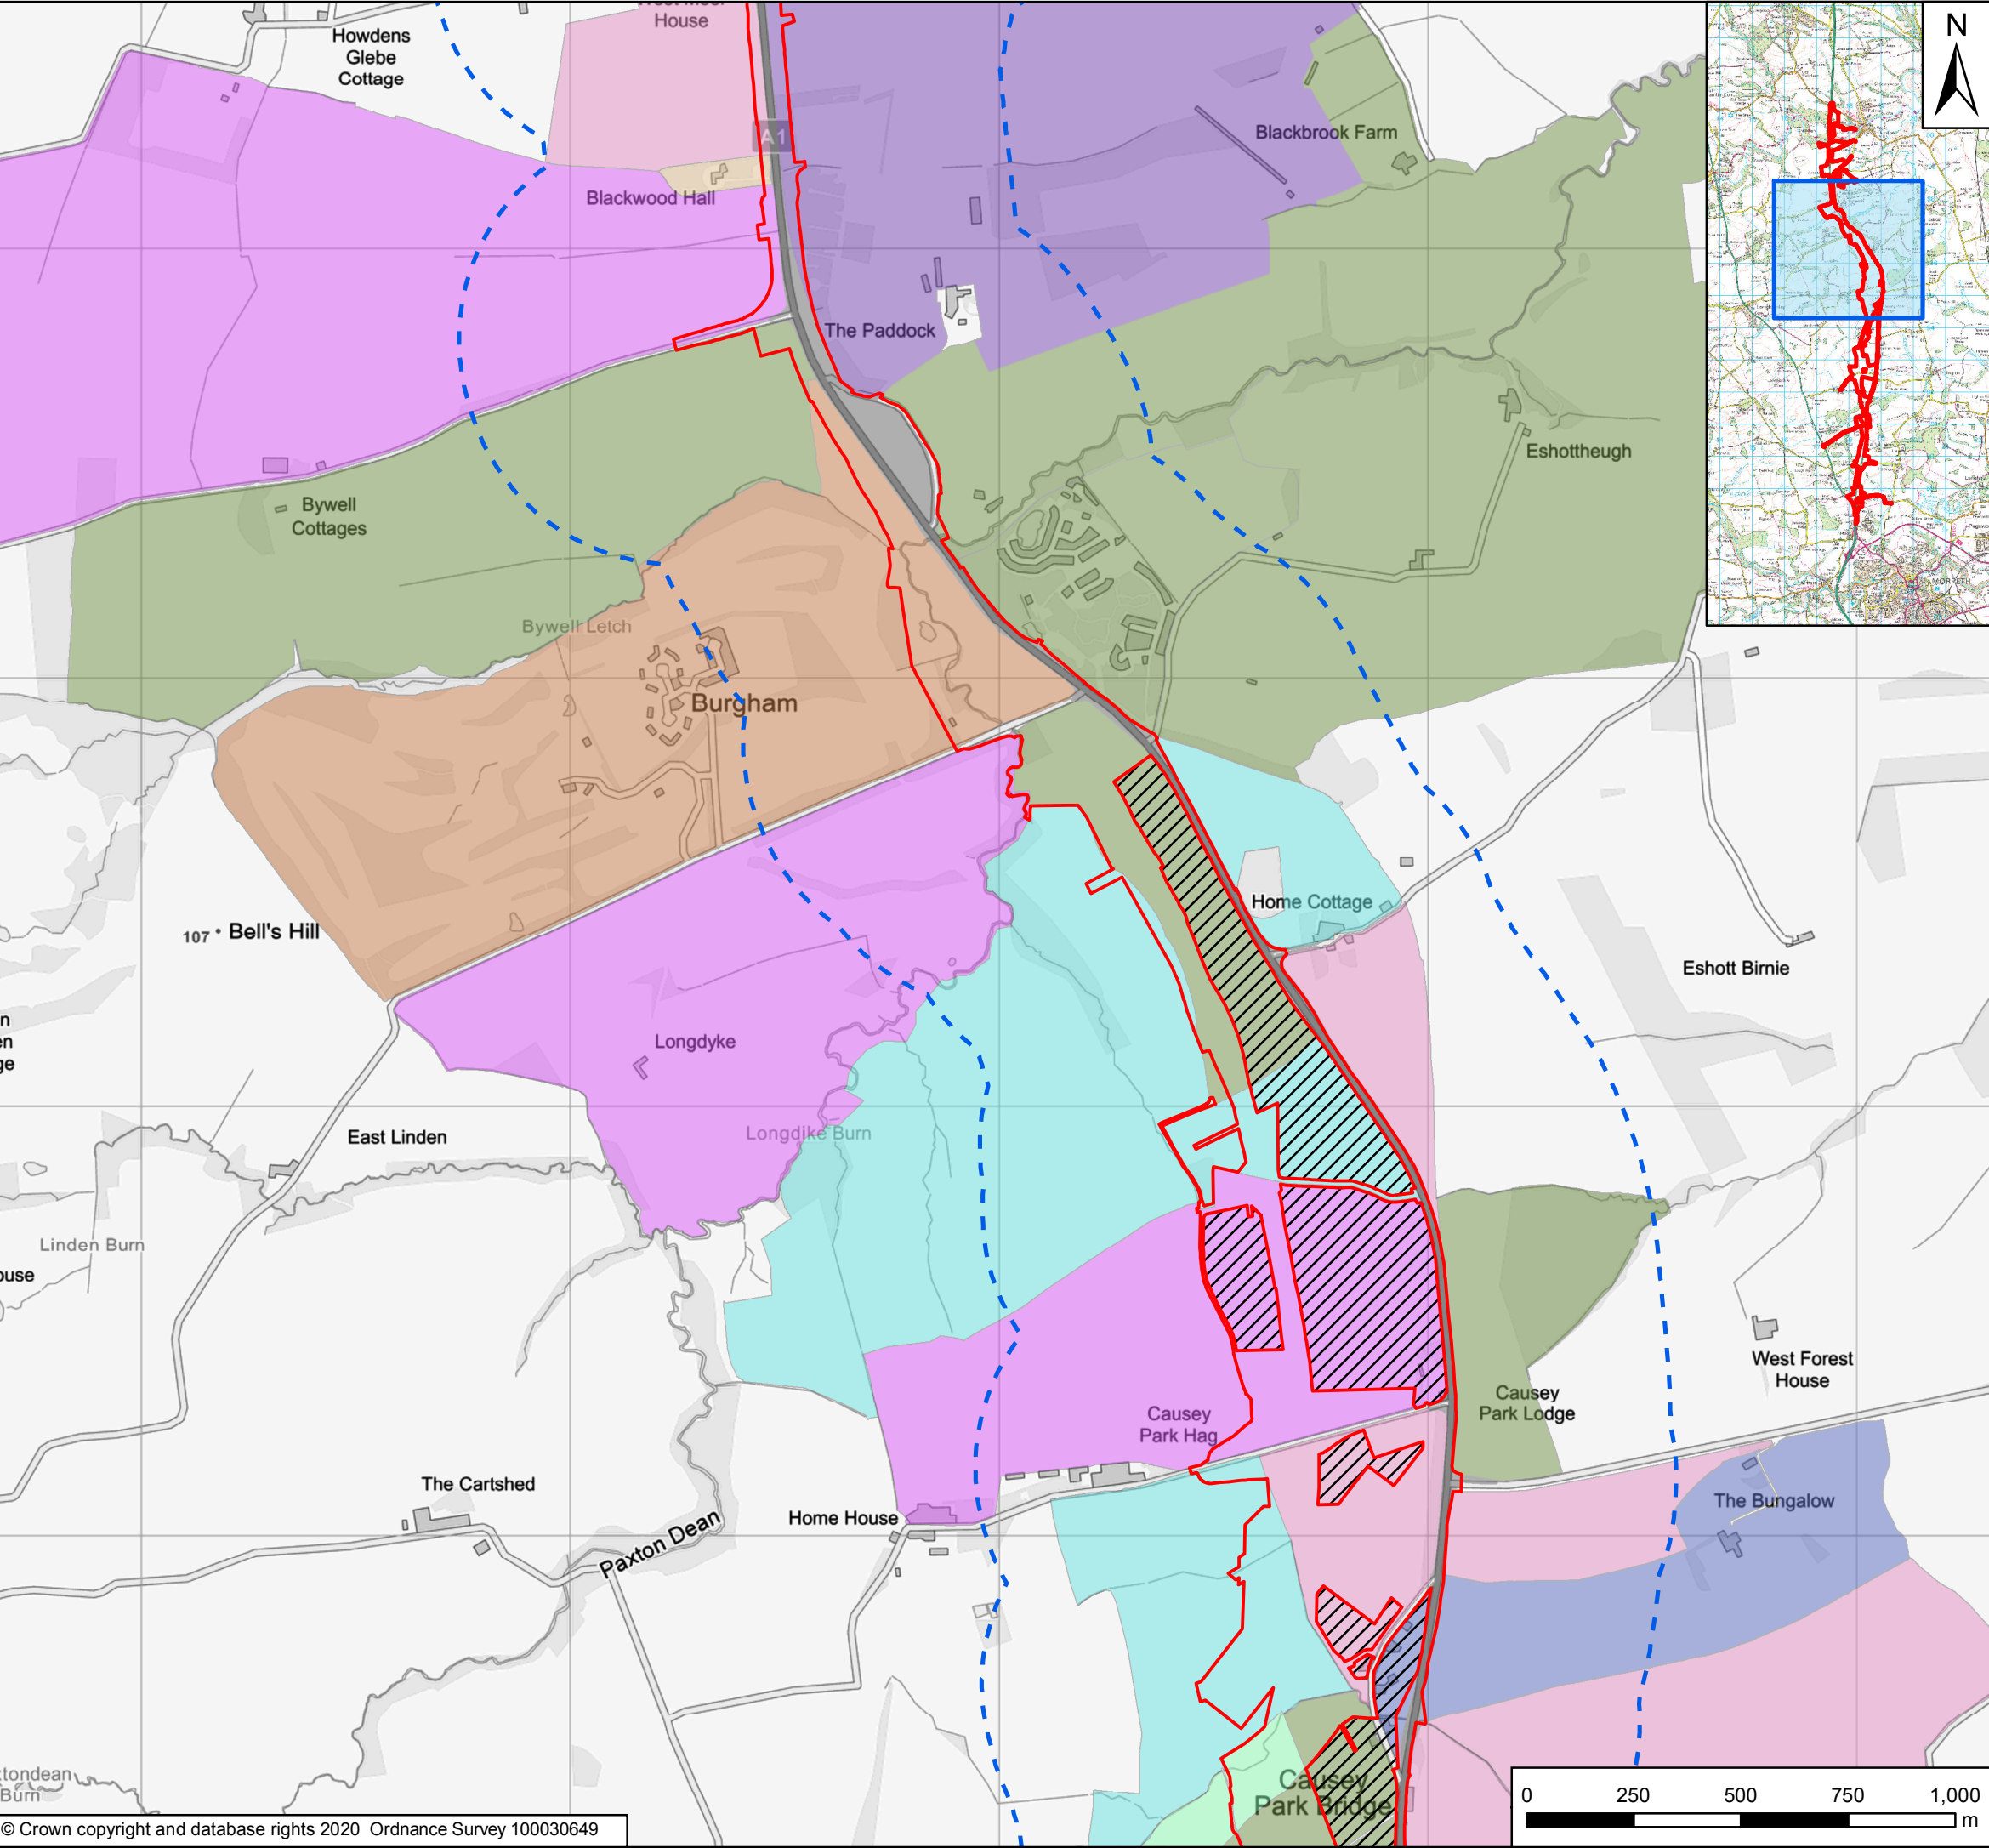 House
Howdens
Glebe
Cottage
N
A1
Blackbrook Farm
Blackwood Hall
The Paddock
Eshottheugh
Bywell
Cottages
MORPETH
Bywell Letch
Burgham
Home Cottage
107 • Bell's Hill
Eshott Birnie
Longdyke
East Linden
Longdike Burn
Linden Burn
West Forest
House
Causey
Park Lodge
Causey
Park Hag
The Cartshed
The Bungalow
Home House
Paxton Dean
Burn
Causey
Park Bridge
0 250 500 750 1,000
m
© Crown copyright and database rights 2020 Ordnance Survey 100030649